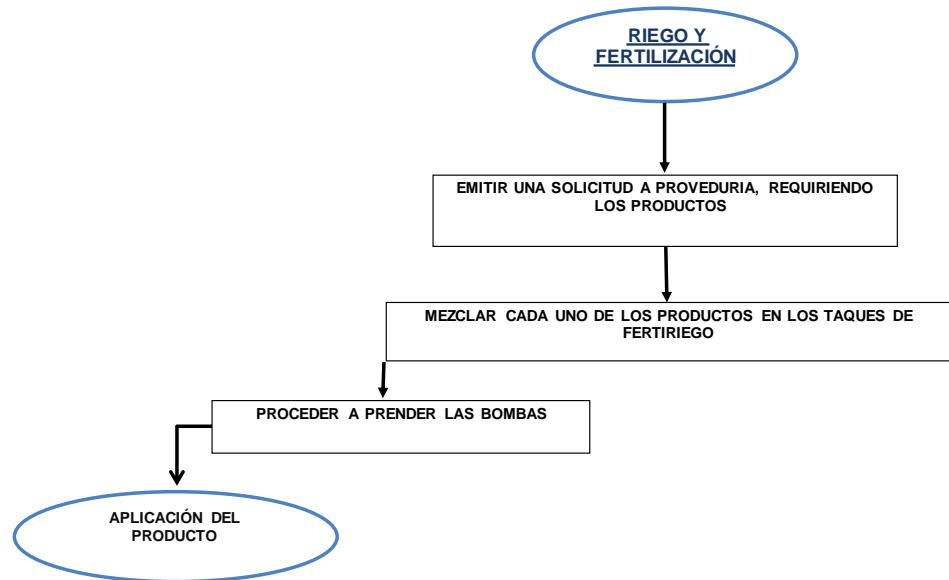 RIEGO Y
FERTILIZACIÓN
EMITIR UNA SOLICITUD A PROVEDURIA, REQUIRIENDO
LOS PRODUCTOS
MEZCLAR CADA UNO DE LOS PRODUCTOS EN LOS TAQUES DE
FERTIRIEGO
PROCEDER A PRENDER LAS BOMBAS
APLICACIÓN DEL
PRODUCTO